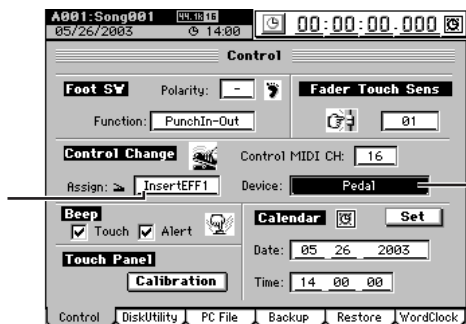 A001:Song001 44.1K16 00:00:00.000
05/26/2003 14:00
Control
Foot SW Polarity: - Fader Touch Sens
Function: PunchIn-Out 01
Control Change Control MIDI CH: 16
Assign: InsertEFF1 Device: Pedal
Beep Calendar Set
Touch Alert
Date: 05 26 2003
Touch Panel
Calibration Time: 14 00 00
Control DiskUtility PC File Backup Restore WordClock